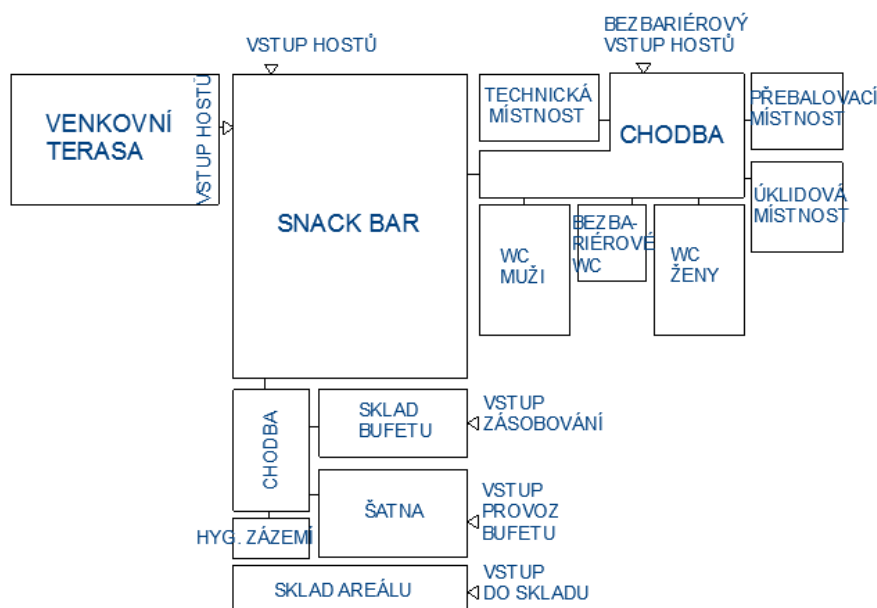 VSTUP HOSTŮ
BEZBARIÉROVÝ
VSTUP HOSTŮ
VENKOVNÍ
TERASA
VSTUP HOSTŮ
SNACK BAR
TECHNICKÁ
MÍSTNOST
CHODBA
PŘEBALOVACÍ
MÍSTNOST
ÚKLIDOVÁ
MÍSTNOST
WC
MUŽI
BEZBA-
RIÉROVÉ
WC
WC
ŽENY
CHODBA
SKLAD
BUFETU
VSTUP
ZÁSOBOVÁNÍ
ŠATNA
VSTUP
PROVOZ
BUFETU
HYG. ZÁZEMÍ
SKLAD AREÁLU
VSTUP
DO SKLADU